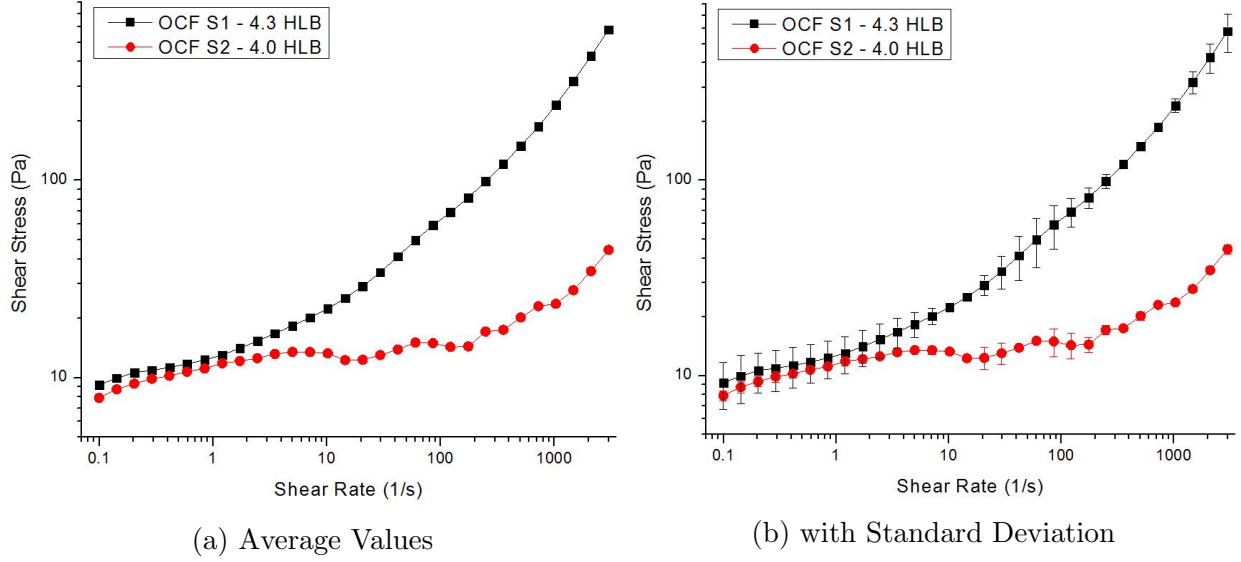 OCF S1 - 4.3 HLB
OCF S2 - 4.0 HLB
Shear Stress (Pa)
100
10
0.1 1 10 100 1000
Shear Rate (1/s)
(a) Average Values
OCF S1 - 4.3 HLB
OCF S2 - 4.0 HLB
Shear Stress (Pa)
100
10
0.1 1 10 100 1000
Shear Rate (1/s)
(b) with Standard Deviation